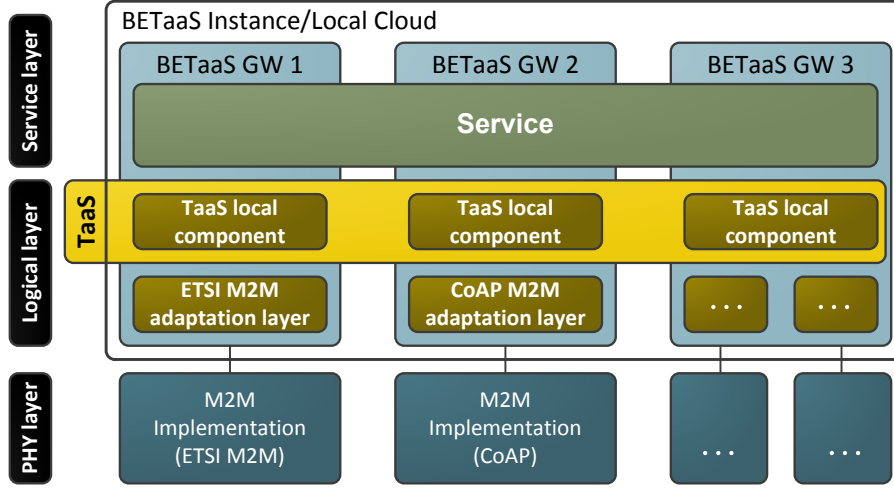 BETaaS Instance/Local Cloud
Service layer
BETaaS GW 1
BETaaS GW 2
BETaaS GW 3
Service
Logical layer
TaaS
TaaS local
component
TaaS local
component
TaaS local
component
ETSI M2M
adaptation layer
CoAP M2M
adaptation layer
...
...
PHY layer
M2M
Implementation
(ETSI M2M)
M2M
Implementation
(CoAP)
...
...